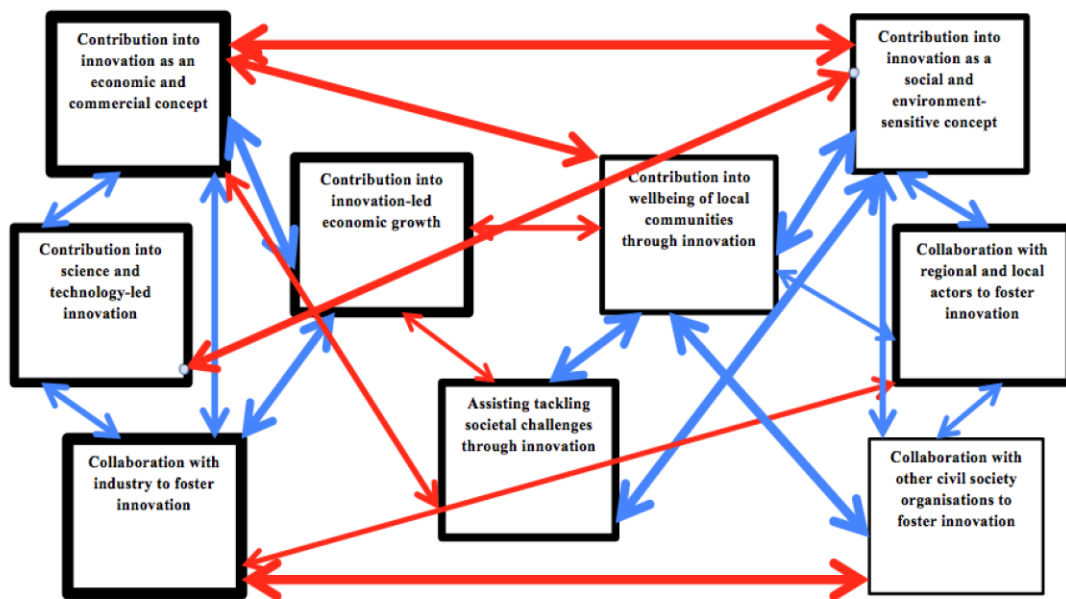 Contribution into
innovation as an
economic and
commercial concept
Contribution into
innovation as a
social and
environment-
sensitive concept
Contribution into
innovation-led
economic growth
Contribution into
wellbeing of local
communities
through innovation
Contribution into
science and
technology-led
innovation
Collaboration with
regional and local
actors to foster
innovation
Assisting tackling
societal challenges
through innovation
Collaboration with
industry to foster
innovation
Collaboration with
other civil society
organisations to
foster innovation